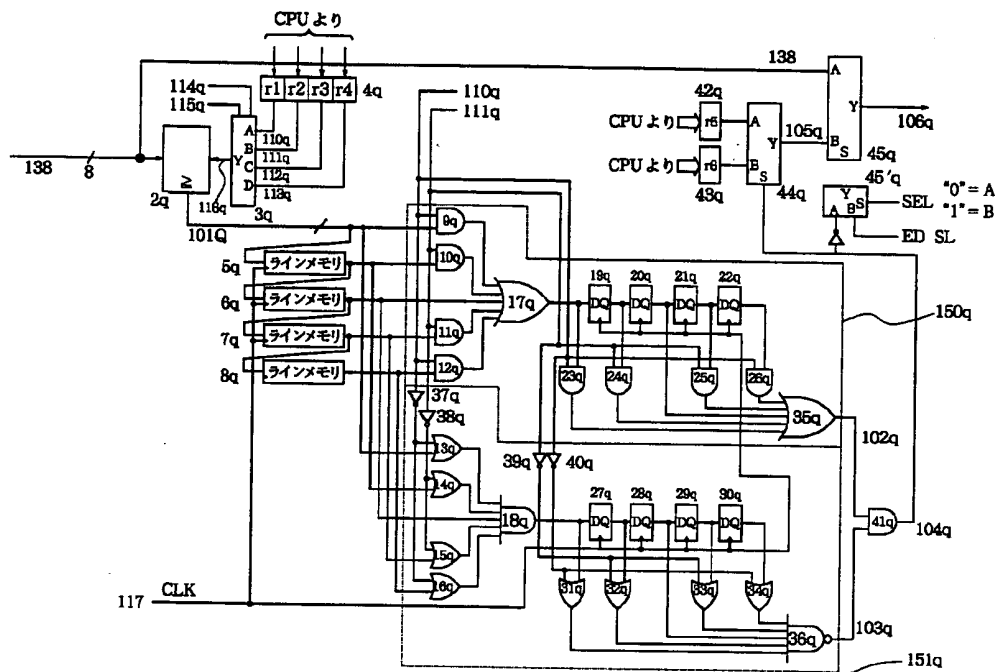 CPUより
r1 r2 r3 r4 4q
114q
115q
A
B
C
D
Y
110q
111q
112q
113q
116q
3q
138
8
2q
≧
101Q
110q
111q
138
A
Y
B
S
106q
45q
42q
CPUより r5
A
Y
105q
CPUより r6
B
S
43q
44q
45'q
Y
S
A
B
SEL
"0"=A
"1"=B
ED SL
5q ラインメモリ
6q ラインメモリ
7q ラインメモリ
8q ラインメモリ
9q
10q
11q
12q
17q
19q 20q 21q 22q
DQ DQ DQ DQ
150q
23q 24q 25q 26q
35q
102q
37q
38q
39q 40q
13q
14q
15q
16q
18q
27q 28q 29q 30q
DQ DQ DQ DQ
41q
104q
31q 32q 33q 34q
36q
103q
117 CLK
151q